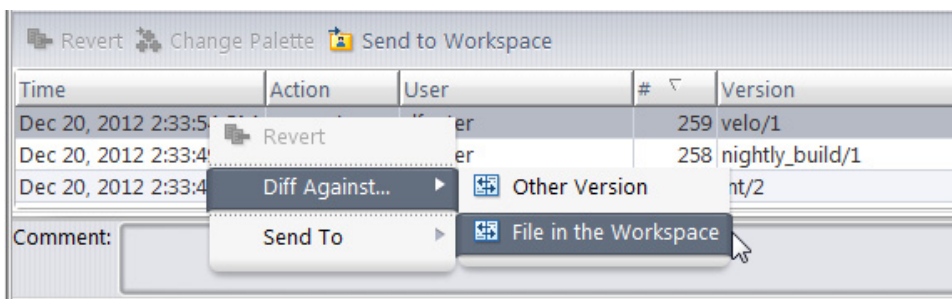 Revert Change Palette Send to Workspace
Time Action User # Version
Dec 20, 2012 2:33:54 259 velo/1
Revert
Dec 20, 2012 2:33:49 258 nightly_build/1
Dec 20, 2012 2:33:4
Diff Against... Other Version
Comment: Send To File in the Workspace